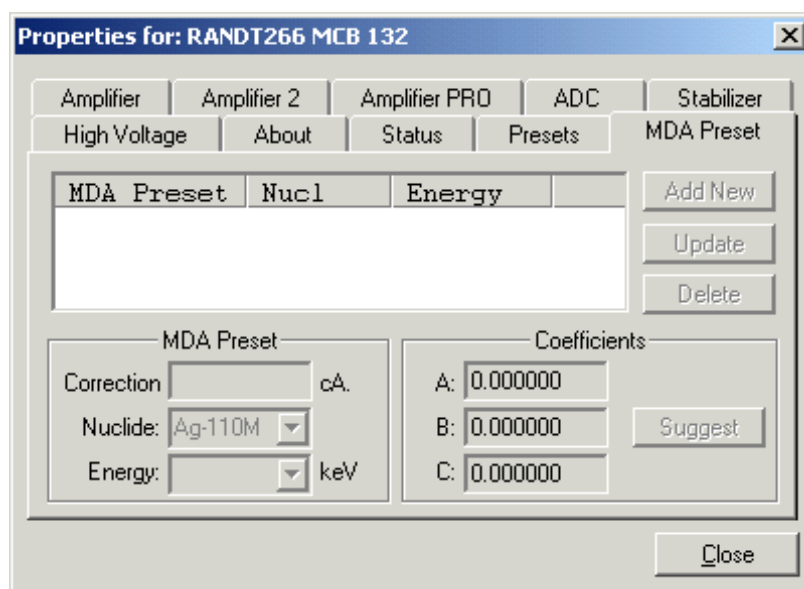 Properties for: RANDT266 MCB 132
Amplifier Amplifier 2 Amplifier PRO ADC Stabilizer
High Voltage About Status Presets MDA Preset
MDA Preset Nucl Energy
Add New
Update
Delete
MDA Preset
Correction cA.
Nuclide: Ag-110M
Energy: keV
Coefficients
A: 0.000000
B: 0.000000
C: 0.000000
Suggest
Close